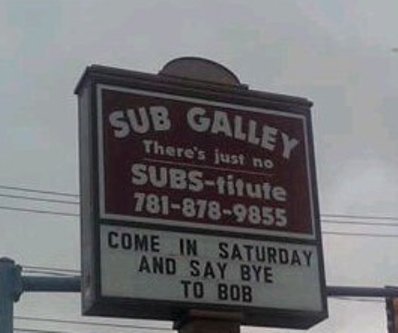 SUB GALLEY
There's just no
SUBS-titute
781-878-9855
COME IN SATURDAY
AND SAY BYE
TO BOB